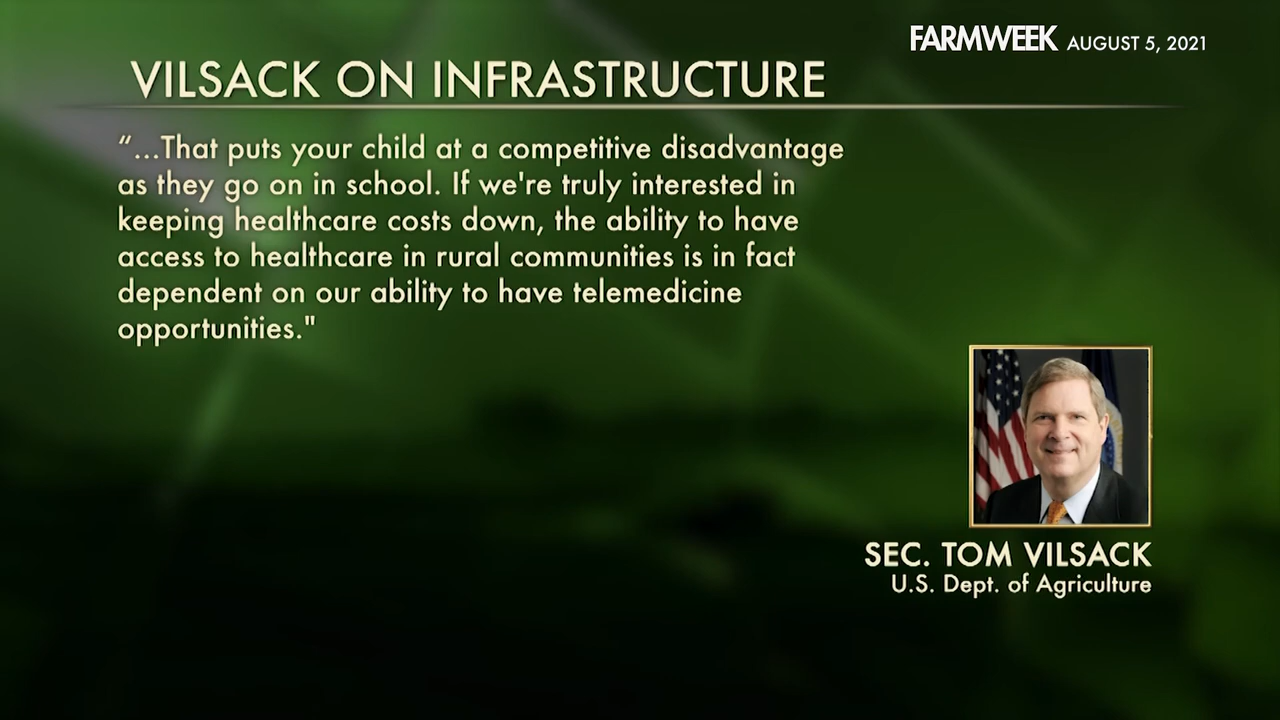 FARMWEEK AUGUST 5, 2021
VILSACK ON INFRASTRUCTURE
“...That puts your child at a competitive disadvantage
as they go on in school. If we're truly interested in
keeping healthcare costs down, the ability to have
access to healthcare in rural communities is in fact
dependent on our ability to have telemedicine
opportunities."
SEC. TOM VILSACK
U.S. Dept. of Agriculture